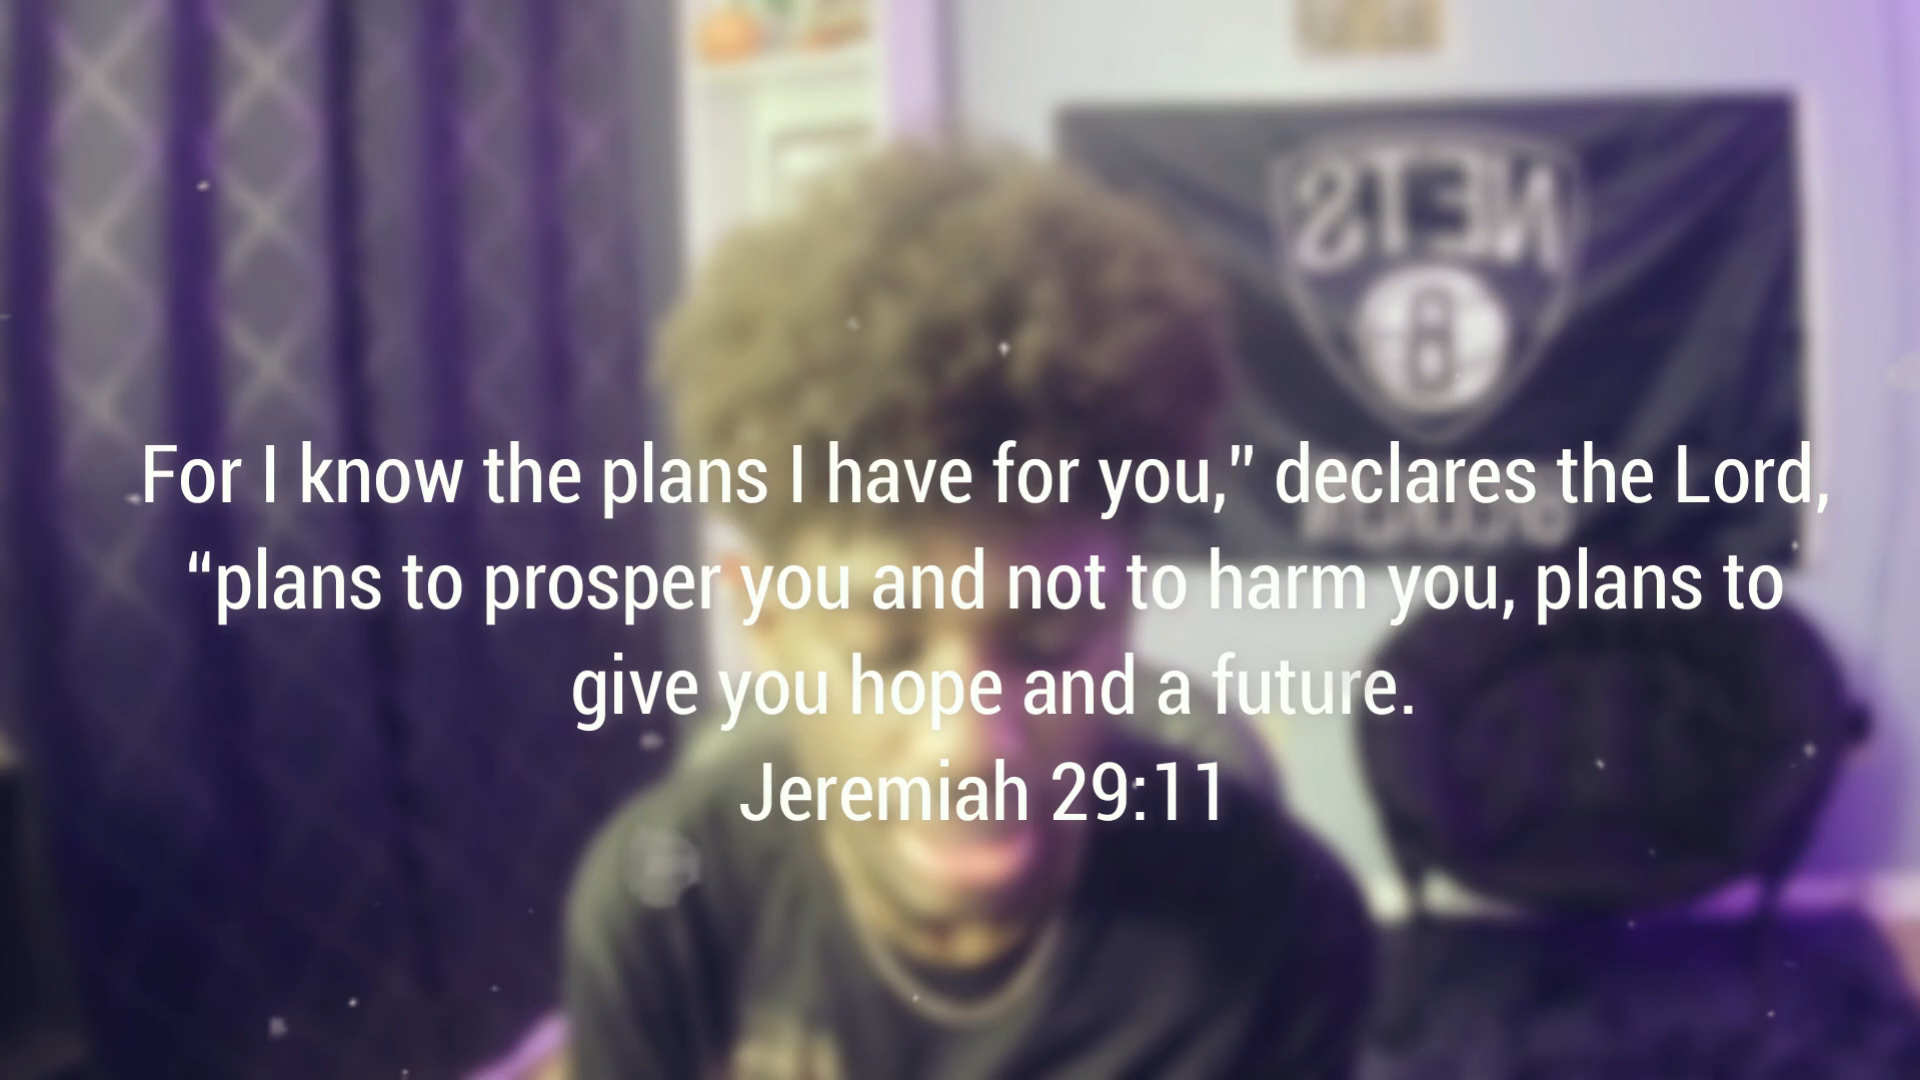 NETS
B
For I know the plans I have for you,” declares the Lord,
“plans to prosper you and not to harm you, plans to
give you hope and a future.
Jeremiah 29:11